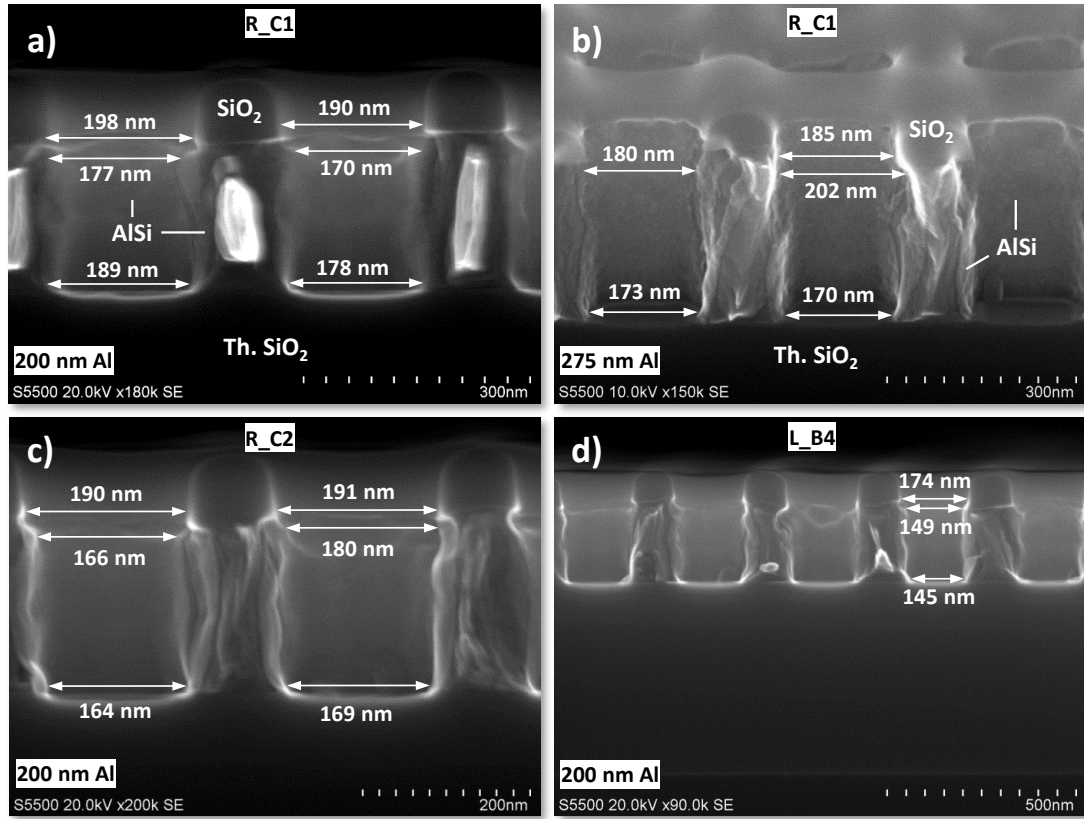 R_C1
a)
SiO2
198 nm
190 nm
177 nm
170 nm
AlSi
189 nm
178 nm
Th. SiO2
200 nm Al
S5500 20.0kV x180k SE
300nm
R_C1
b)
SiO2
185 nm
180 nm
202 nm
AlSi
173 nm
170 nm
Th. SiO2
275 nm Al
S5500 10.0kV x150k SE
300nm
R_C2
c)
190 nm
191 nm
166 nm
180 nm
164 nm
169 nm
200 nm Al
S5500 20.0kV x200k SE
200nm
L_B4
d)
174 nm
149 nm
145 nm
200 nm Al
S5500 20.0kV x90.0k SE
500nm